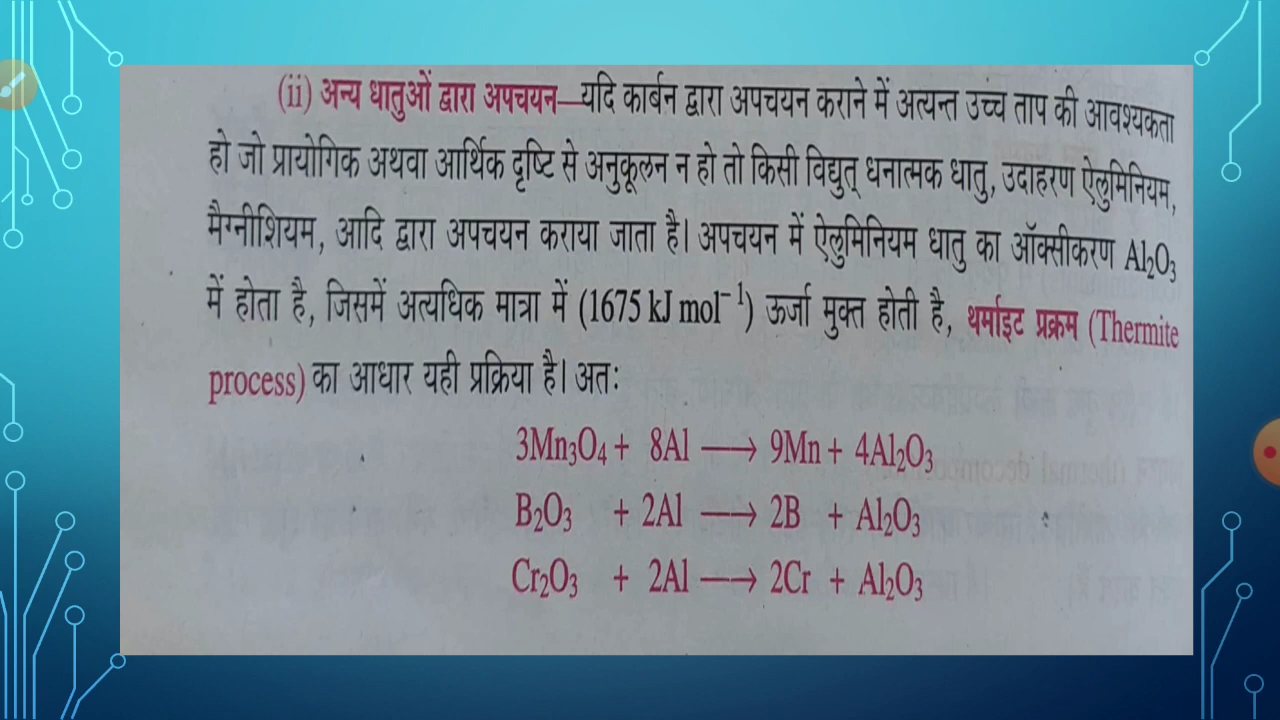 (ii) अन्य धातुओं द्वारा अपचयन—यदि कार्बन द्वारा अपचयन कराने में अत्यन्त उच्च ताप की आवश्यकता
हो जो प्रायोगिक अथवा आर्थिक दृष्टि से अनुकूलन न हो तो किसी विद्युत् धनात्मक धातु, उदाहरण ऐलुमिनियम,
मैग्नीशियम, आदि द्वारा अपचयन कराया जाता है। अपचयन में ऐलुमिनियम धातु का ऑक्सीकरण Al₂O₃
में होता है, जिसमें अत्यधिक मात्रा में (1675 kJ mol⁻¹) ऊर्जा मुक्त होती है, थर्माइट प्रक्रम (Thermite
process) का आधार यही प्रक्रिया है। अतः
3Mn₃O₄ + 8Al ⟶ 9Mn + 4Al₂O₃
B₂O₃ + 2Al ⟶ 2B + Al₂O₃
Cr₂O₃ + 2Al ⟶ 2Cr + Al₂O₃